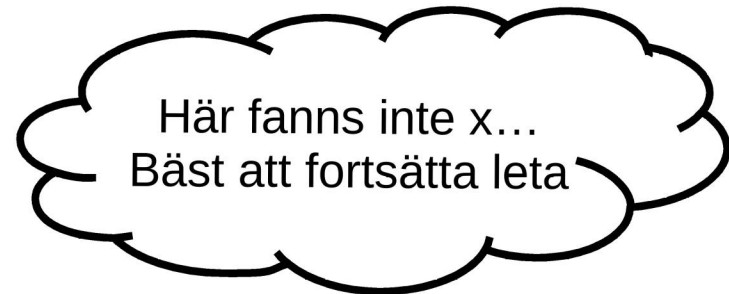 Här fanns inte x…
Bäst att fortsätta leta